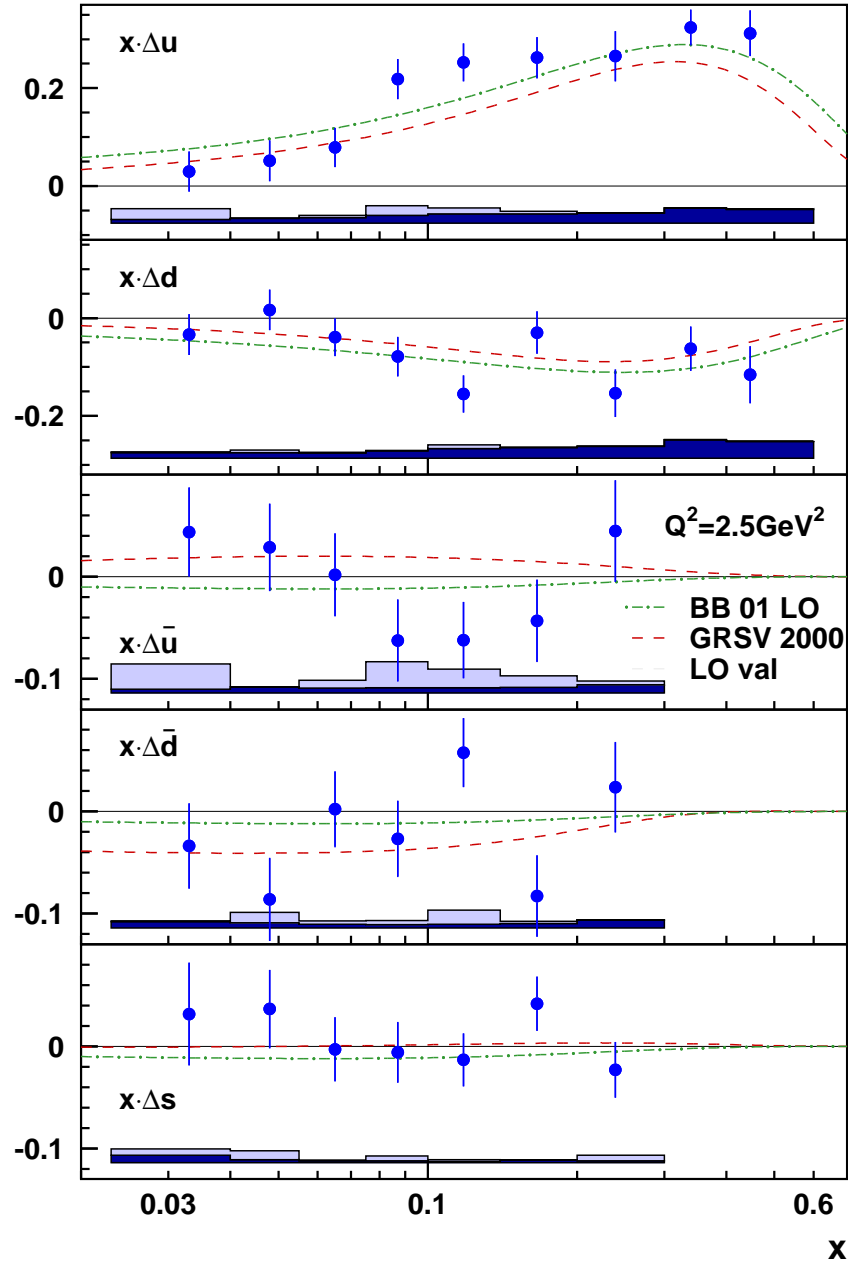 x·Δu
0.2
0
x·Δd
0
-0.2
Q²=2.5GeV²
0
BB 01 LO
GRSV 2000
LO val
x·Δū
-0.1
x·Δd̄
0
-0.1
0
x·Δs
-0.1
0.03 0.1 0.6
x